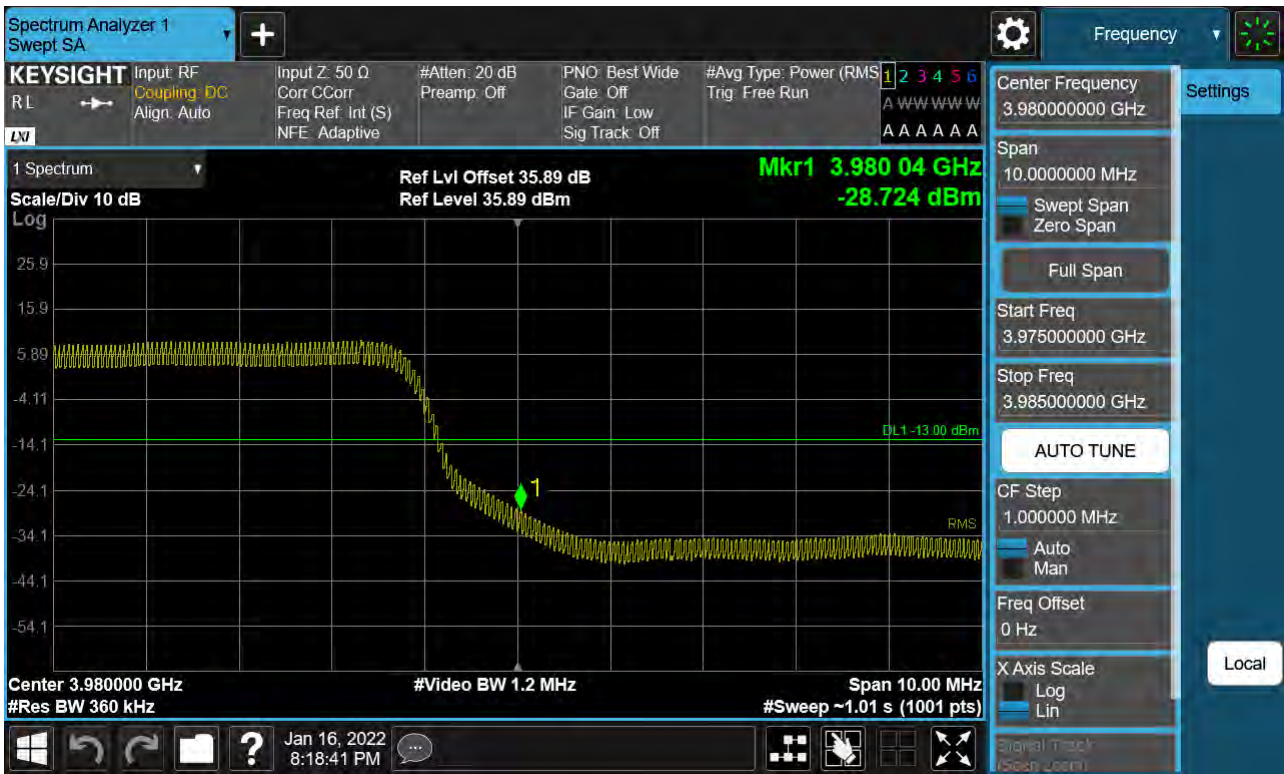 Spectrum Analyzer 1
Swept SA
+
Frequency
KEYSIGHT
RL
LXI
Input: RF
Coupling: DC
Align: Auto
Input Z: 50 Ω
Corr CCorr
Freq Ref: Int (S)
NFE: Adaptive
#Atten: 20 dB
Preamp: Off
PNO: Best Wide
Gate: Off
IF Gain: Low
Sig Track: Off
#Avg Type: Power (RMS
Trig: Free Run
1 2 3 4 5 6
A W W W W W
A A A A A A
1 Spectrum
Scale/Div 10 dB
Log
Ref Lvl Offset 35.89 dB
Ref Level 35.89 dBm
Mkr1 3.980 04 GHz
-28.724 dBm
25.9
15.9
5.89
-4.11
-14.1
-24.1
-34.1
-44.1
-54.1
DL1 -13.00 dBm
1
RMS
Center 3.980000 GHz
#Res BW 360 kHz
#Video BW 1.2 MHz
Span 10.00 MHz
#Sweep ~1.01 s (1001 pts)
Center Frequency
3.980000000 GHz
Settings
Span
10.0000000 MHz
Swept Span
Zero Span
Full Span
Start Freq
3.975000000 GHz
Stop Freq
3.985000000 GHz
AUTO TUNE
CF Step
1.000000 MHz
Auto
Man
Freq Offset
0 Hz
X Axis Scale
Log
Lin
Signal Track
(Span Zoom)
Local
?
Jan 16, 2022
8:18:41 PM